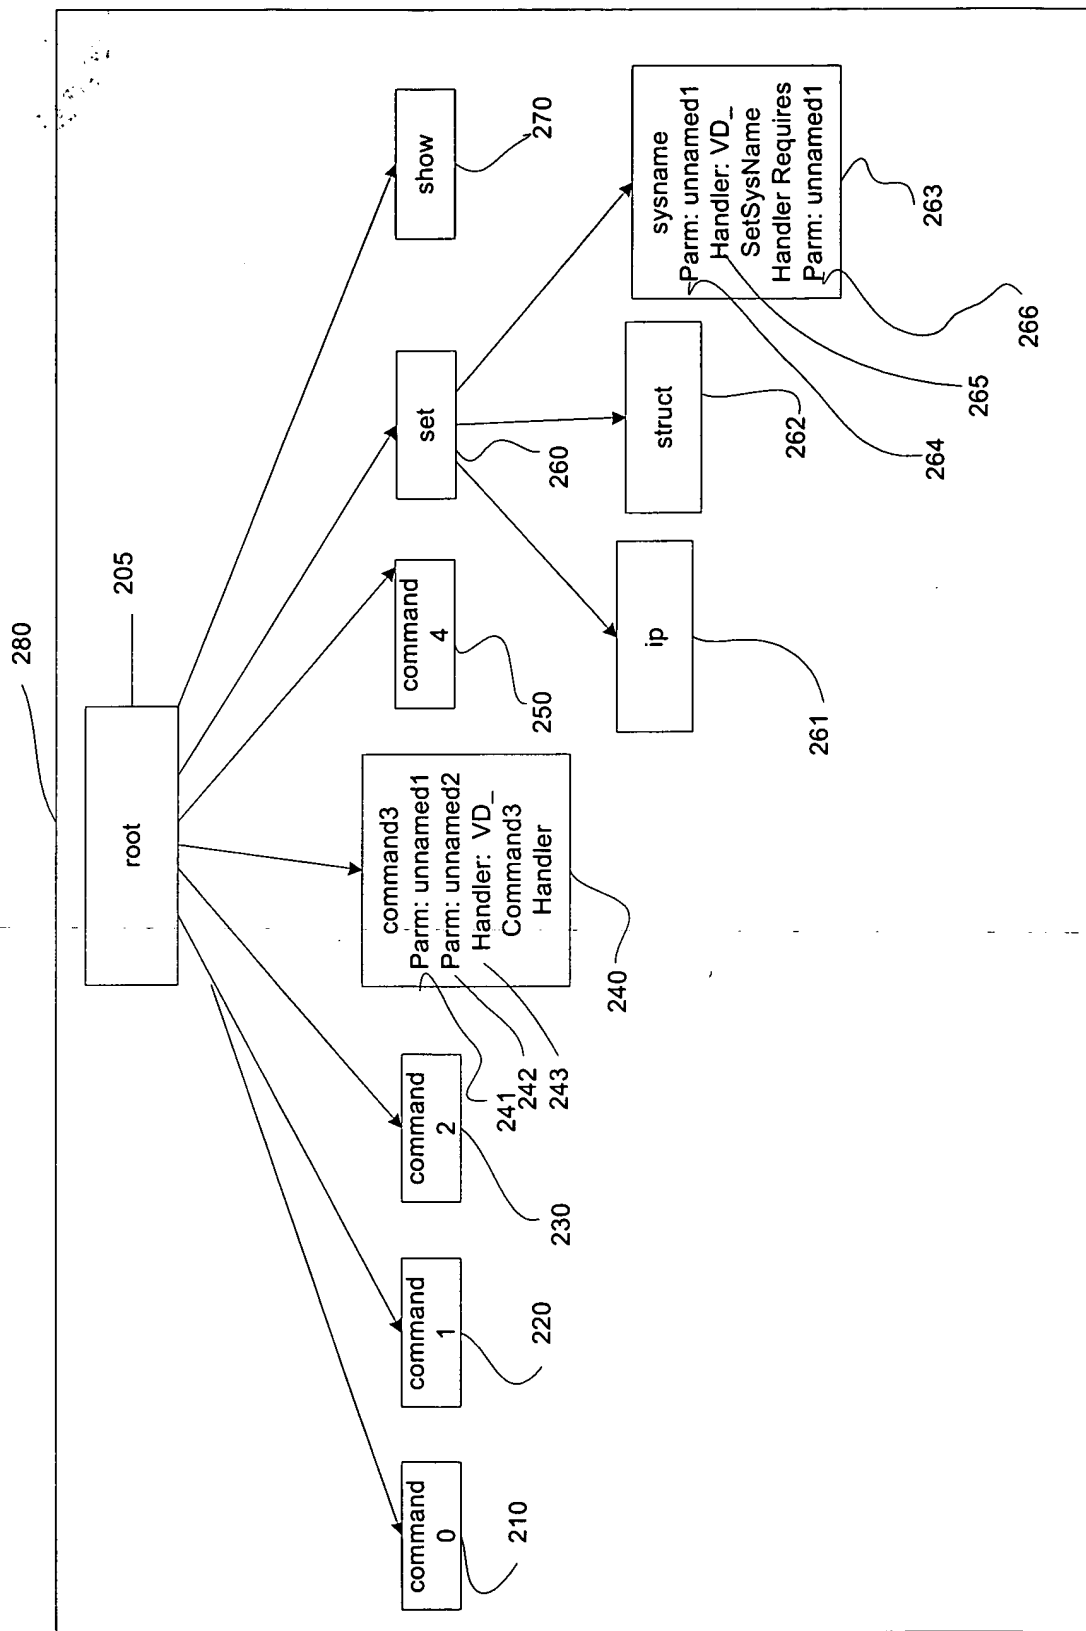 280
205
root
command
0
210
command
1
220
command
2
230
command3
Parm: unnamed1
Parm: unnamed2
Handler: VD_
Command3
Handler
241
242
243
240
command
4
250
set
260
show
270
ip
261
struct
262
sysname
Parm: unnamed1
Handler: VD_
SetSysName
Handler Requires
Parm: unnamed1
263
264
265
266